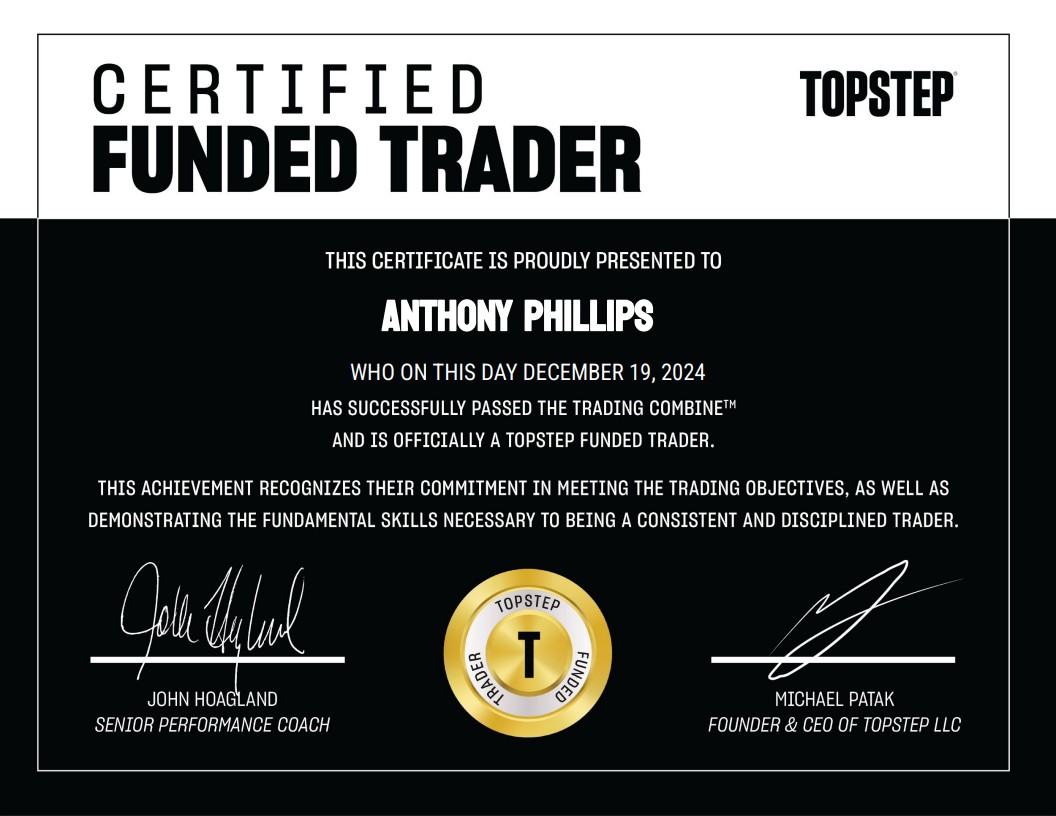 CERTIFIED
TOPSTEP®
FUNDED TRADER
THIS CERTIFICATE IS PROUDLY PRESENTED TO
ANTHONY PHILLIPS
WHO ON THIS DAY DECEMBER 19, 2024
HAS SUCCESSFULLY PASSED THE TRADING COMBINE™
AND IS OFFICIALLY A TOPSTEP FUNDED TRADER.
THIS ACHIEVEMENT RECOGNIZES THEIR COMMITMENT IN MEETING THE TRADING OBJECTIVES, AS WELL AS
DEMONSTRATING THE FUNDAMENTAL SKILLS NECESSARY TO BEING A CONSISTENT AND DISCIPLINED TRADER.
TOPSTEP
T
FUNDED
TRADER
JOHN HOAGLAND
SENIOR PERFORMANCE COACH
MICHAEL PATAK
FOUNDER & CEO OF TOPSTEP LLC